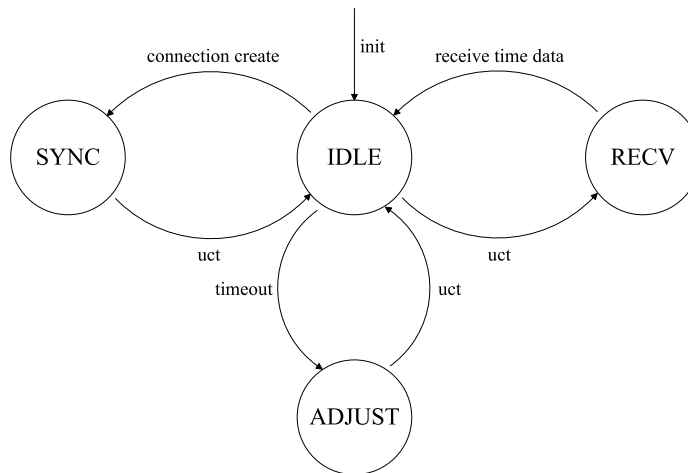 init
connection create
receive time data
SYNC
IDLE
RECV
uct
uct
timeout
uct
ADJUST